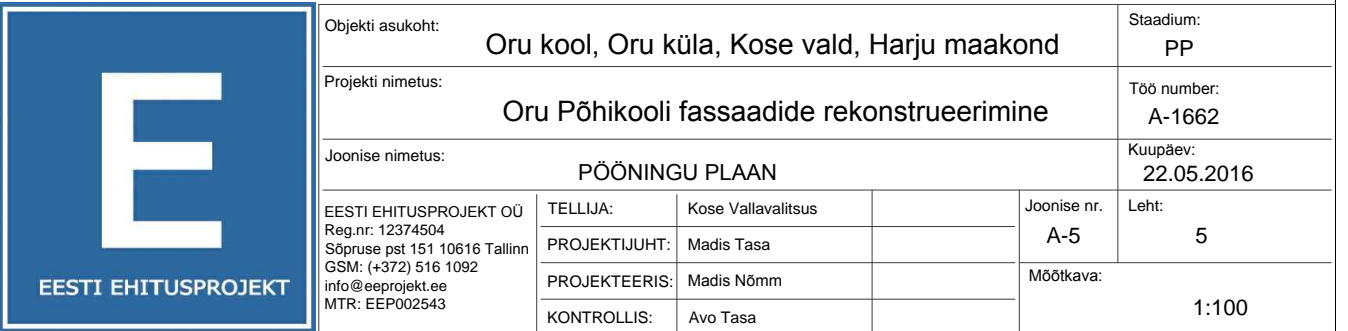 E
EESTI EHITUSPROJEKT
Objekti asukoht:
Oru kool, Oru küla, Kose vald, Harju maakond
Staadium:
PP
Projekti nimetus:
Oru Põhikooli fassaadide rekonstrueerimine
Töö number:
A-1662
Joonise nimetus:
PÖÖNINGU PLAAN
Kuupäev:
22.05.2016
EESTI EHITUSPROJEKT OÜ
Reg.nr: 12374504
Sõpruse pst 151 10616 Tallinn
GSM: (+372) 516 1092
info@eeprojekt.ee
MTR: EEP002543
TELLIJA: Kose Vallavalitsus
PROJEKTIJUHT: Madis Tasa
PROJEKTEERIS: Madis Nõmm
KONTROLLIS: Avo Tasa
Joonise nr.
A-5
Leht:
5
Mõõtkava:
1:100